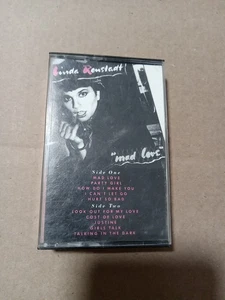 Linda Ronstadt
"mad love"
Side One
MAD LOVE
PARTY GIRL
HOW DO I MAKE YOU
I CAN'T LET GO
HURT SO BAD
Side Two
LOOK OUT FOR MY LOVE
COST OF LOVE
JUSTINE
GIRLS TALK
TALKING IN THE DARK